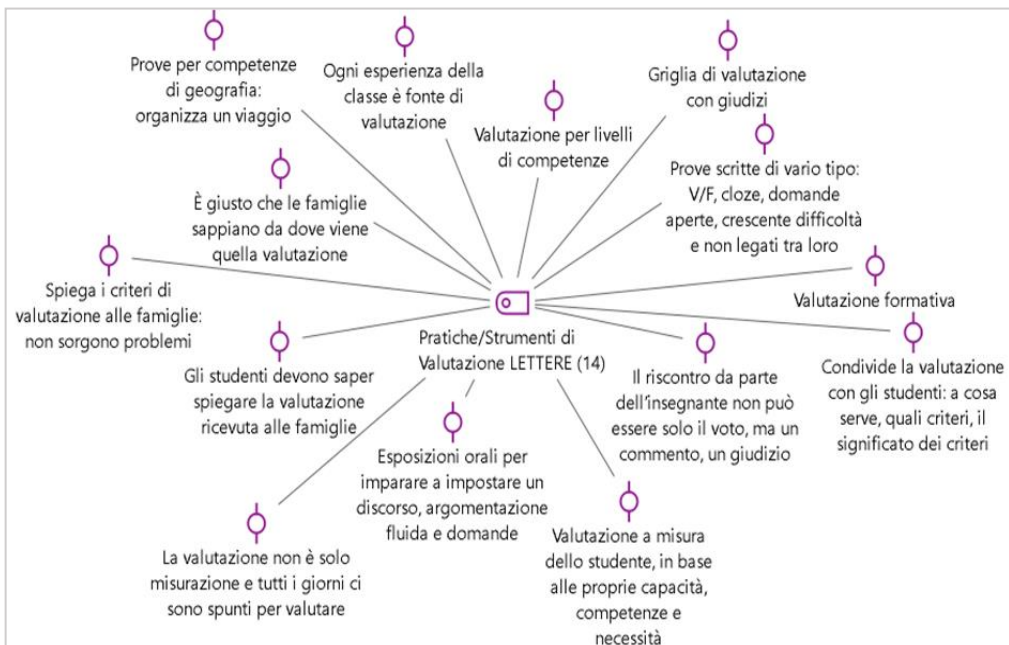 Prove per competenze
di geografia:
organizza un viaggio
Ogni esperienza della
classe è fonte di
valutazione
Valutazione per livelli
di competenze
Griglia di valutazione
con giudizi
Prove scritte di vario tipo:
V/F, cloze, domande
aperte, crescente difficoltà
e non legati tra loro
È giusto che le famiglie
sappiano da dove viene
quella valutazione
Spiega i criteri di
valutazione alle famiglie:
non sorgono problemi
Valutazione formativa
Pratiche/Strumenti di
Valutazione LETTERE (14)
Gli studenti devono saper
spiegare la valutazione
ricevuta alle famiglie
Il riscontro da parte
dell'insegnante non può
essere solo il voto, ma un
commento, un giudizio
Condivide la valutazione
con gli studenti: a cosa
serve, quali criteri, il
significato dei criteri
Esposizioni orali per
imparare a impostare un
discorso, argomentazione
fluida e domande
La valutazione non è solo
misurazione e tutti i giorni ci
sono spunti per valutare
Valutazione a misura
dello studente, in base
alle proprie capacità,
competenze e
necessità